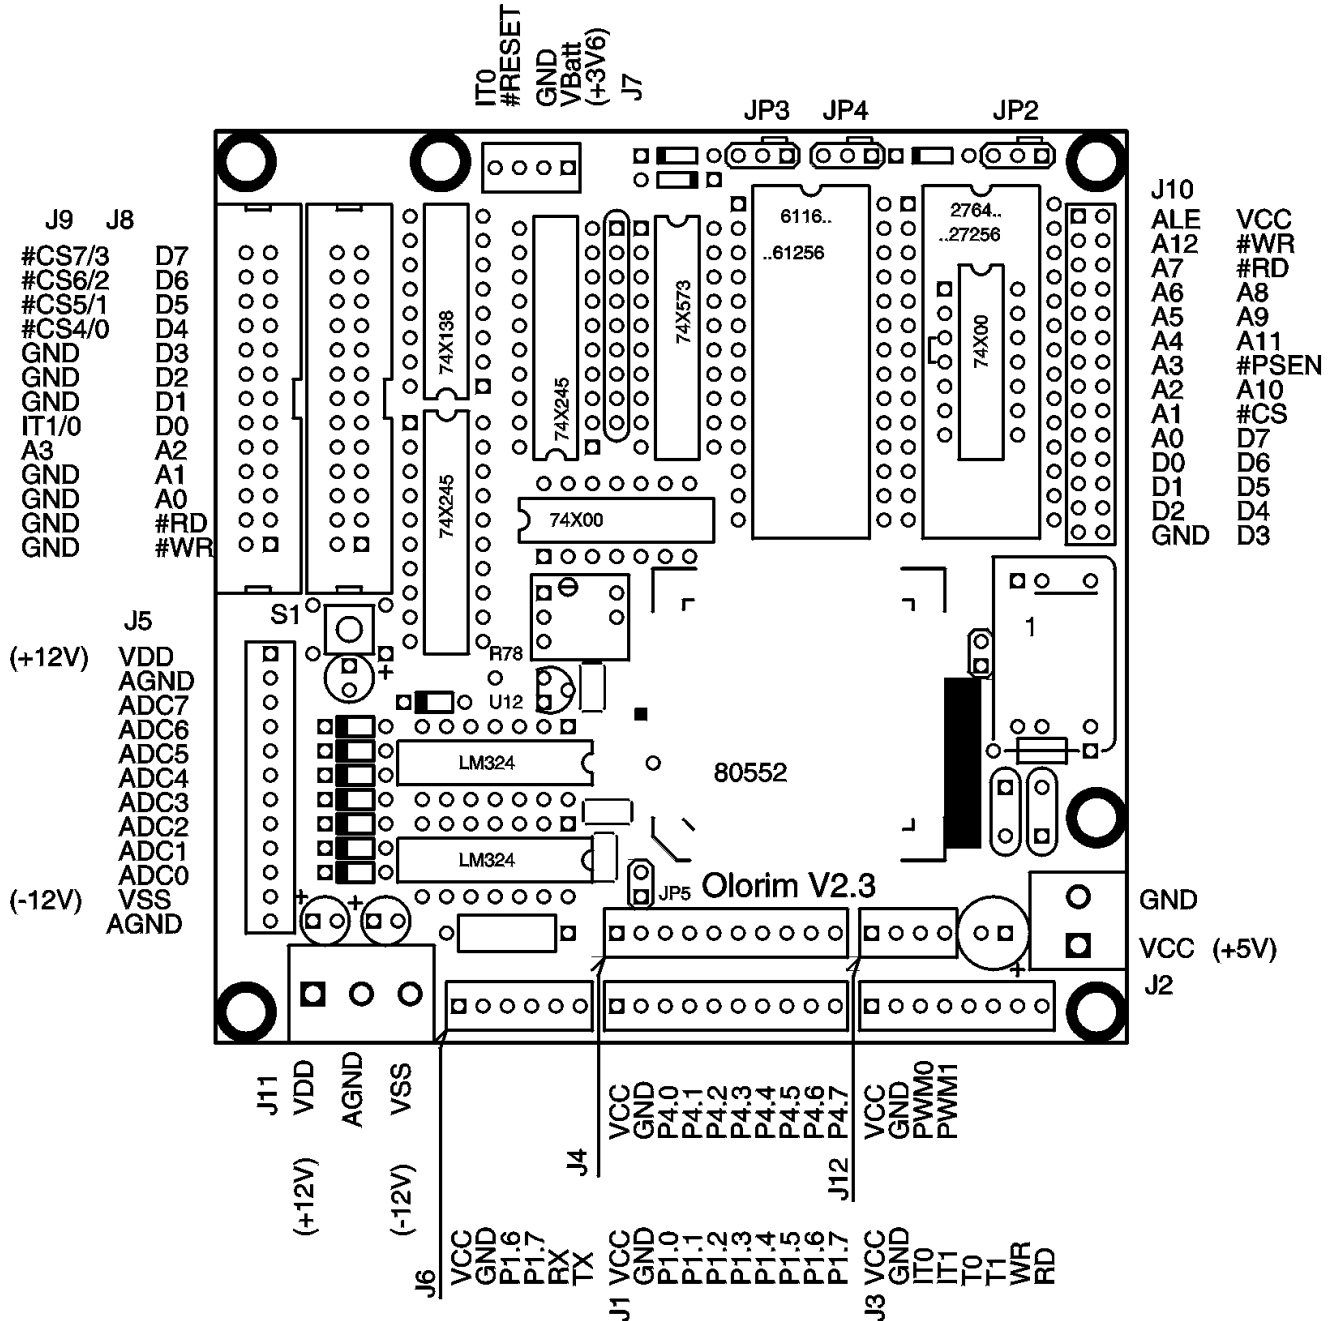 IT0
#RESET
GND
VBatt
(+3V6)
J7
JP3 JP4 JP2
J10
ALE VCC
A12 #WR
A7 #RD
A6 A8
A5 A9
A4 A11
A3 #PSEN
A2 A10
A1 #CS
A0 D7
D0 D6
D1 D5
D2 D4
GND D3
J9 J8
#CS7/3 D7
#CS6/2 D6
#CS5/1 D5
#CS4/0 D4
GND D3
GND D2
GND D1
IT1/0 D0
A3 A2
GND A1
GND A0
GND #RD
GND #WR
6116..
..61256
2764..
..27256
74X138
74X245
74X573
74X00
74X245
74X00
S1
J5
(+12V) VDD
AGND
ADC7
ADC6
ADC5
ADC4
ADC3
ADC2
ADC1
ADC0
(-12V) VSS
AGND
+
R78
U12
1
LM324
80552
LM324
JP5
Olorim V2.3
+
+
+
GND
VCC (+5V)
J2
J11
VDD
AGND
VSS
(+12V)
(-12V)
J4
VCC
GND
P4.0
P4.1
P4.2
P4.3
P4.4
P4.5
P4.6
P4.7
J12
VCC
GND
PWM0
PWM1
J6
VCC
GND
P1.6
P1.7
RX
TX
J1
VCC
GND
P1.0
P1.1
P1.2
P1.3
P1.4
P1.5
P1.6
P1.7
J3
VCC
GND
IT0
IT1
T0
T1
WR
RD